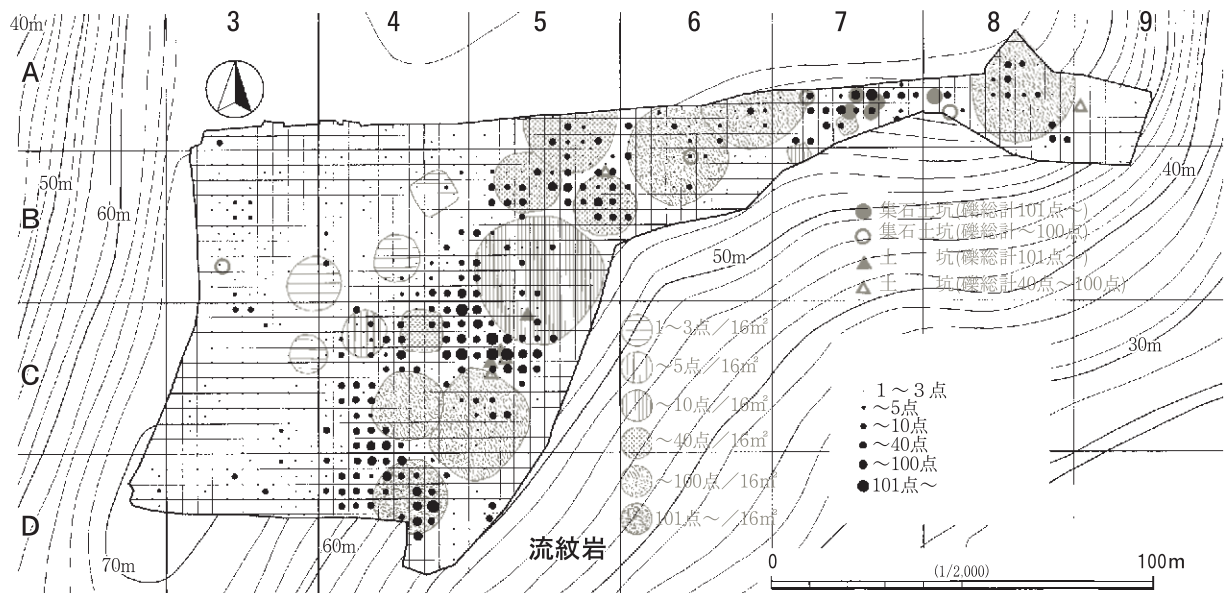 3 4 5 6 7 8 9
40m
A
B
C
D
50m
60m
70m
60m
50m
40m
30m
集石土坑(礫総計101点～)
集石土坑(礫総計～100点)
土　坑(礫総計101点～)
土　坑(礫総計40点～100点)
1～3点／16㎡
～5点／16㎡
～10点／16㎡
～40点／16㎡
～100点／16㎡
101点～／16㎡
1～3点
～5点
～10点
～40点
～100点
101点～
流紋岩
0 (1/2.000) 100m